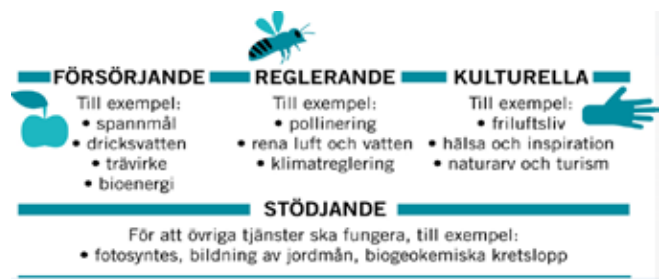 FÖRSÖRJANDE
Till exempel:
• spannmål
• dricksvatten
• trävirke
• bioenergi
REGLERANDE
Till exempel:
• pollinering
• rena luft och vatten
• klimatreglering
KULTURELLA
Till exempel:
• friluftsliv
• hälsa och inspiration
• naturarv och turism
STÖDJANDE
För att övriga tjänster ska fungera, till exempel:
• fotosyntes, bildning av jordmån, biogeokemiska kretslopp